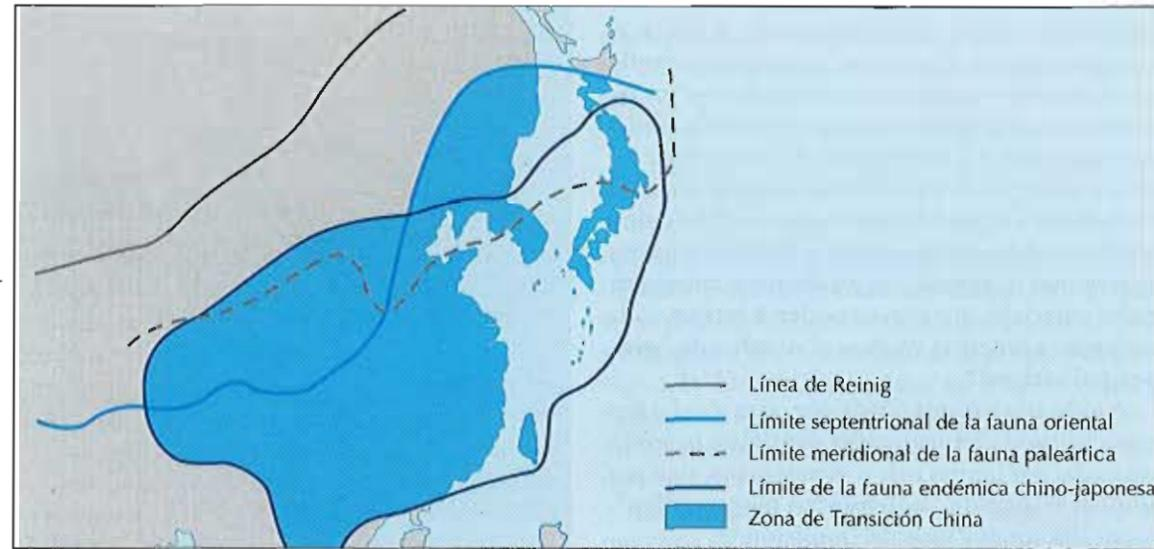 Línea de Reinig
Límite septentrional de la fauna oriental
Límite meridional de la fauna paleártica
Límite de la fauna endémica chino-japonesa
Zona de Transición China